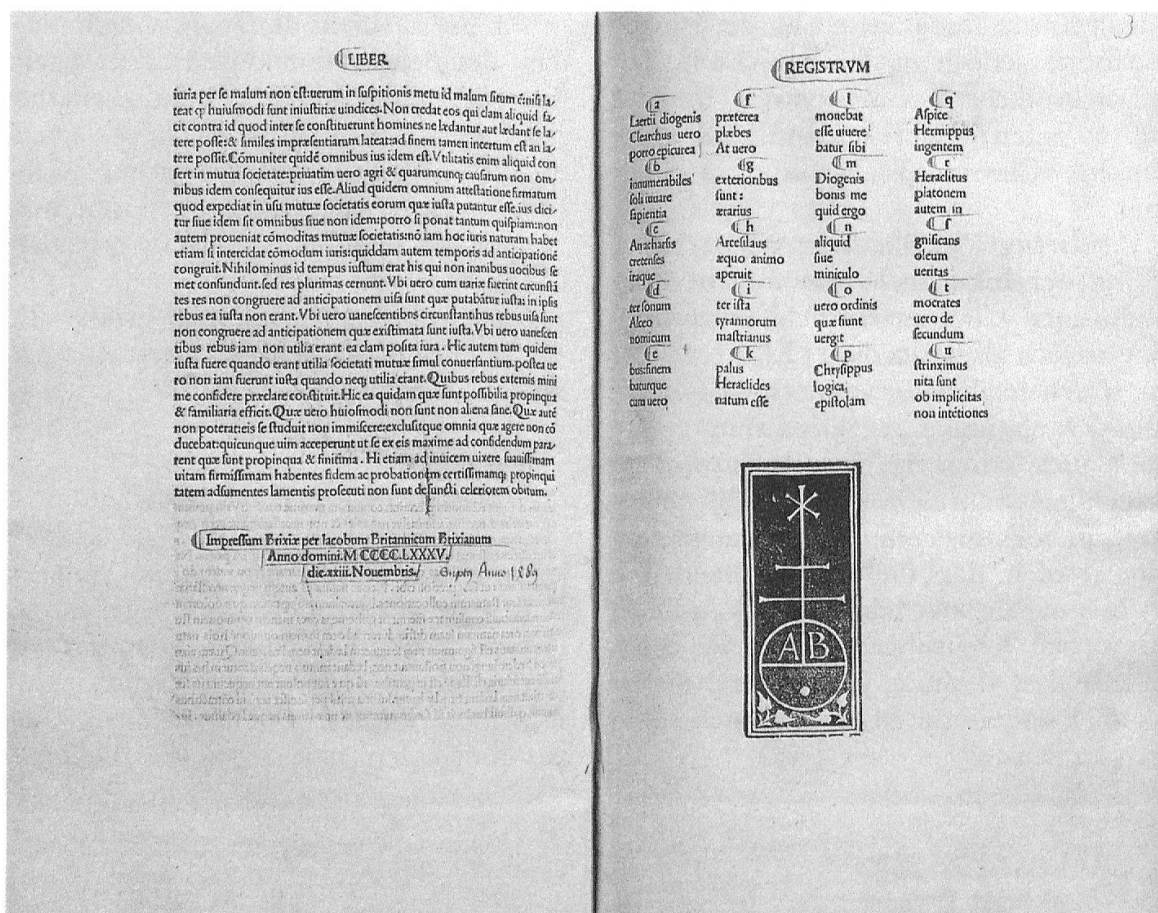 LIBER
iuria per se malum non est:uerum in suspitionis metu id malum situm
teat ꝙ huiusmodi sunt iniustiræ uindices. Non credat eos qui clam aliquid fa-
cit contra id quod inter se constituerunt homines ne lædantur aut lædant se la-
tere posse:& similes impræsentiarum lateat:ad finem tamen incertum est an la-
tere possit. Cōmuniter quidē omnibus ius idem est. Vtilitatis enim aliquid con
fert in mutua societate:priuatim uero agri & quarumcunq; causarum non om-
nibus idem consequitur ius esse. Aliud quidem omnium attestatione firmatum
quod expediat in usu mutuæ societatis eorum quæ iusta putantur esse.ius dici-
tur siue idem sit omnibus siue non idem:porro si ponat tantum quispiam:non
autem proueniat cōmoditas mutuæ societatis:nō iam hoc iuris naturam habet
etiam si intercidat cōmodum iuris:quiddam autem temporis ad anticipationē
congruit. Nihilominus id tempus iustum erat his qui non inanibus uocibus se
met confundunt.sed res plurimas cernunt. Vbi uero cum uariæ fuerint circunstā
tes res non congruere ad anticipationem uisa sunt quæ putabātur iusta: in ipsis
rebus ea iusta non erant. Vbi uero uanescentibns circunstantibus rebus uisa sunt
non congruere ad anticipationem quæ existimata sunt iusta. Vbi uero uanescen
tibus rebus iam non utilia erant ea clam posita iura. Hic autem tum quidem
iusta fuere quando erant utilia societati mutuæ simul conuersantium.postea ue
ro non iam fuerunt iusta quando neq; utilia erant. Quibus rebus externis mini
me confidere præclare constituit. Hic ea quidam quæ sunt possibilia propinqua
& familiaria efficit. Quæ uero huiosmodi non sunt non aliena sane. Quæ autē
non poterat:eis se studuit non immiscere:exclusitque omnia quæ agere non cō
ducebat:quicunque uim acceperunt ut se ex eis maxime ad confidendum para-
rent quæ sunt propinqua & finitima. Hi etiam ad inuicem uixere suauissimam
uitam firmissimam habentes fidem ac probationem certissimamq; propinqui
tatem adsumentes lamentis prosecuti non sunt defuncti celeriorem obitum.
Impressum Brixiæ per Iacobum Britannicum Brixianum
Anno domini.M CCCC.LXXXV.
die.xxiii.Nouembris.
Anno
3
REGISTRVM
a
Laertii diogenis
Clearchus uero
porro epicurea
b
innumerabiles
soli iuuare
sapientia
c
Anacharsis
cretenses
itaque
d
ter sonum
Alceo
nomicum
e
bus:finem
baturque
cum uero
f
præterea
plæbes
At uero
g
exterionbus
sunt:
ærarius
h
Arcesilaus
æquo animo
aperuit
i
ter ista
tyrannorum
mastrianus
k
palus
Heraclides
natum esse
l
monebat
esse uiuere
batur sibi
m
Diogenis
bonis me
quid ergo
n
aliquid
siue
miniculo
o
uero ordinis
quæ fiunt
uergit
p
Chrysippus
logica,
epistolam
q
Aspice
Hermippus
ingentem
r
Heraclitus
platonem
autem in
ſ
gnificans
oleum
ueritas
t
mocrates
uero de
secundum
u
strinximus
nita sunt
ob implicitas
non intētiones
AB